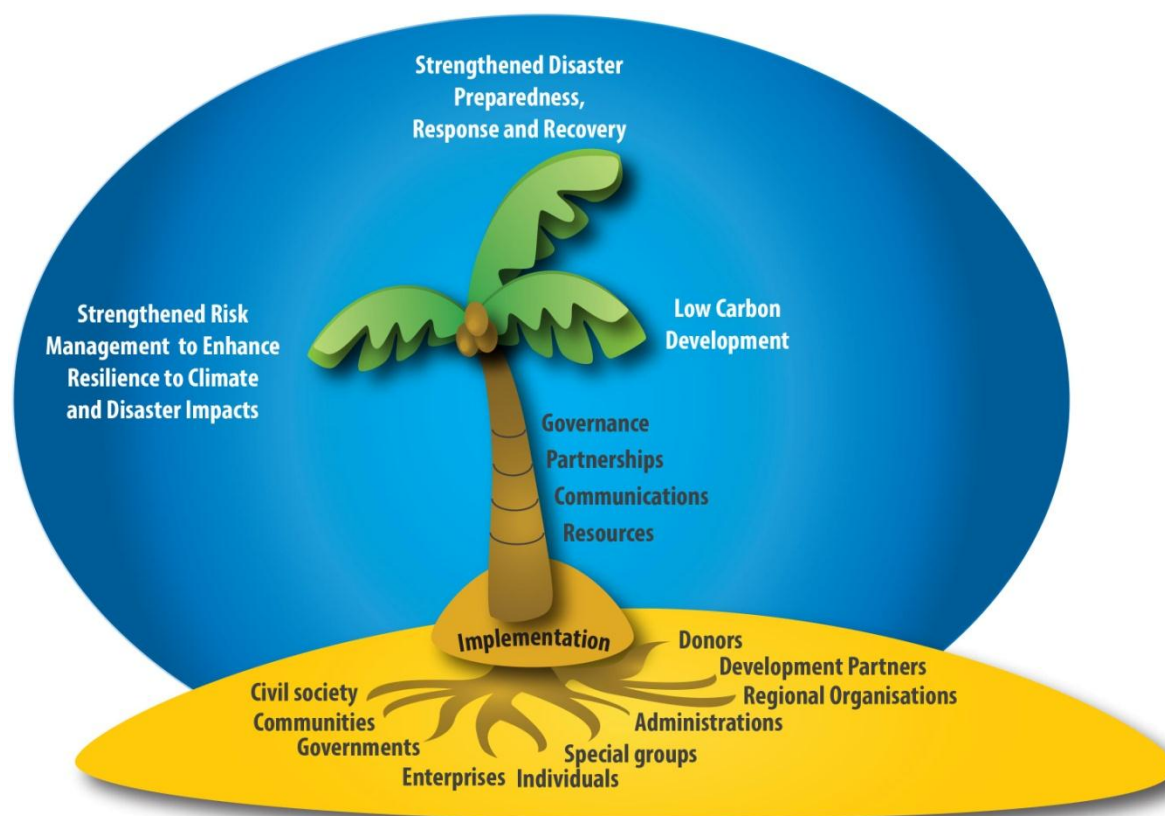 Strengthened Disaster
Preparedness,
Response and Recovery
Strengthened Risk
Management to Enhance
Resilience to Climate
and Disaster Impacts
Low Carbon
Development
Governance
Partnerships
Communications
Resources
Implementation
Civil society
Communities
Governments
Enterprises
Individuals
Special groups
Administrations
Regional Organisations
Development Partners
Donors